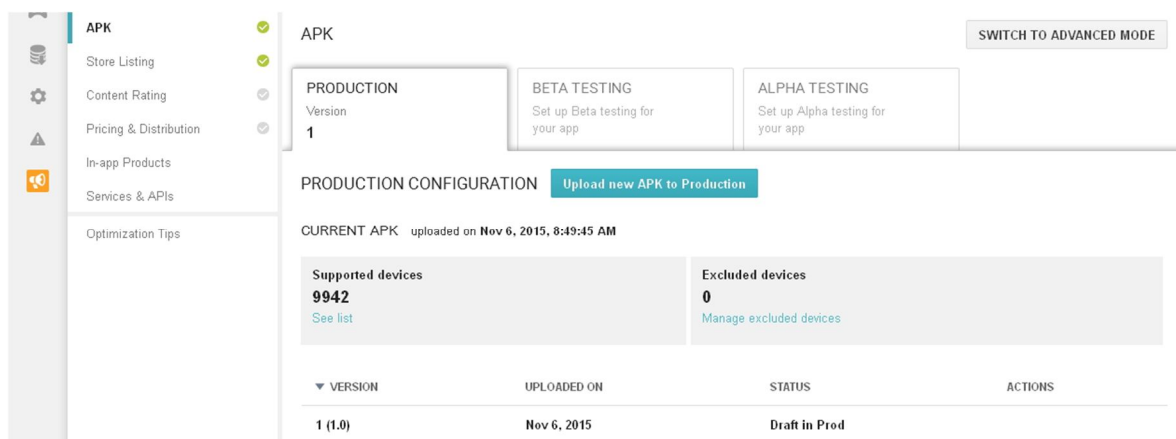 APK
Store Listing
Content Rating
Pricing & Distribution
In-app Products
Services & APIs
Optimization Tips
APK
SWITCH TO ADVANCED MODE
PRODUCTION
Version
1
BETA TESTING
Set up Beta testing for
your app
ALPHA TESTING
Set up Alpha testing for
your app
PRODUCTION CONFIGURATION
Upload new APK to Production
CURRENT APK uploaded on Nov 6, 2015, 8:49:45 AM
Supported devices
9942
See list
Excluded devices
0
Manage excluded devices
VERSION UPLOADED ON STATUS ACTIONS
1 (1.0) Nov 6, 2015 Draft in Prod